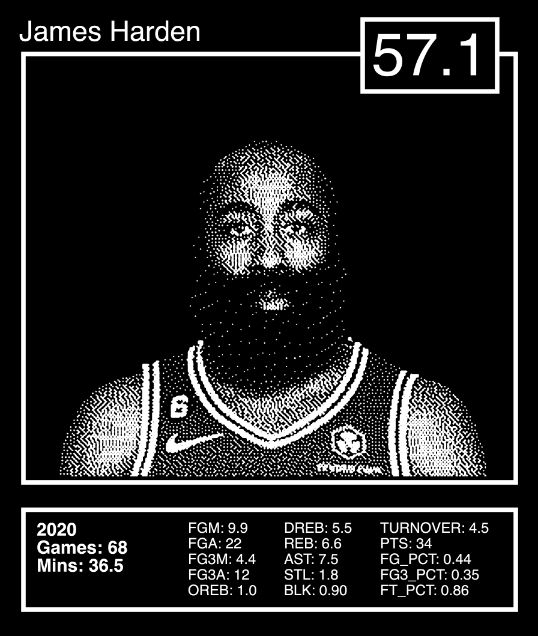 James Harden
57.1
6
2020
Games: 68
Mins: 36.5
FGM: 9.9
FGA: 22
FG3M: 4.4
FG3A: 12
OREB: 1.0
DREB: 5.5
REB: 6.6
AST: 7.5
STL: 1.8
BLK: 0.90
TURNOVER: 4.5
PTS: 34
FG_PCT: 0.44
FG3_PCT: 0.35
FT_PCT: 0.86